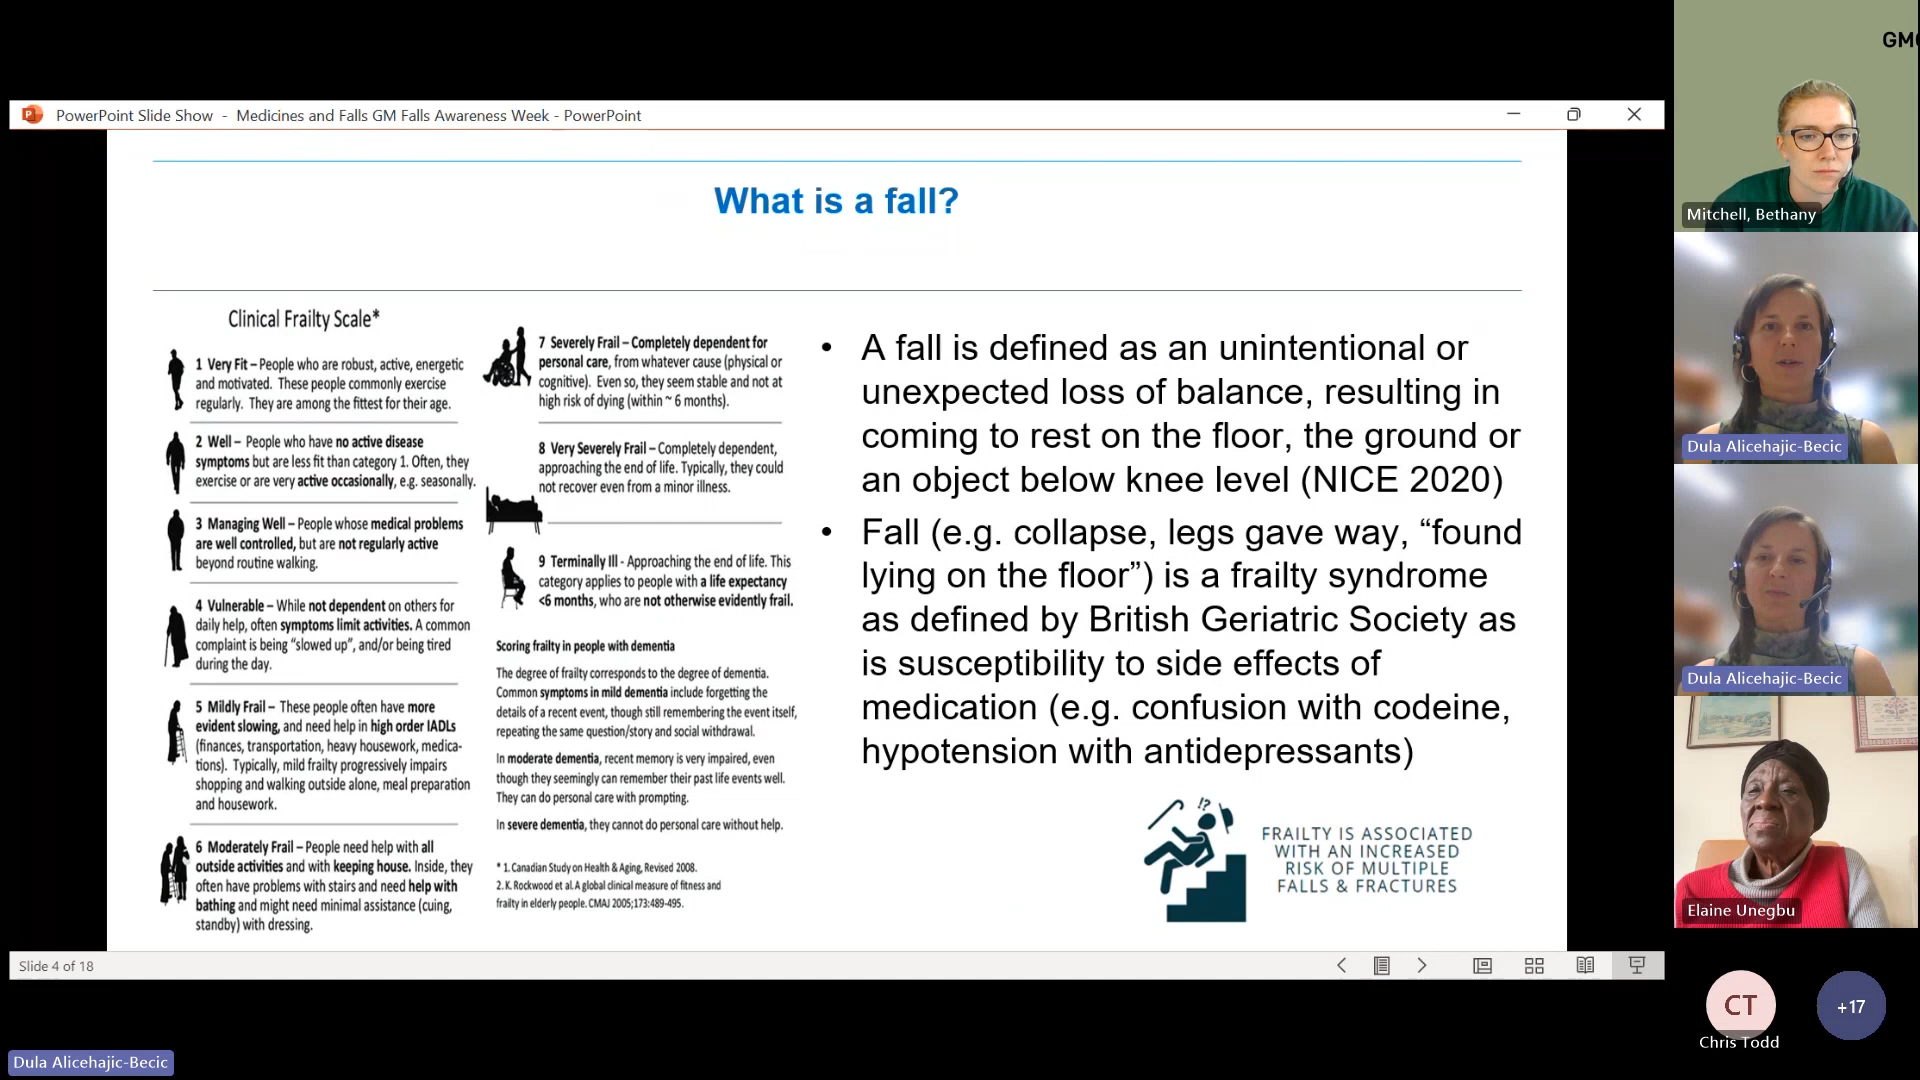 PowerPoint Slide Show - Medicines and Falls GM Falls Awareness Week - PowerPoint
What is a fall?
Clinical Frailty Scale*
1 Very Fit – People who are robust, active, energetic
and motivated. These people commonly exercise
regularly. They are among the fittest for their age.
2 Well – People who have no active disease
symptoms but are less fit than category 1. Often, they
exercise or are very active occasionally, e.g. seasonally.
3 Managing Well – People whose medical problems
are well controlled, but are not regularly active
beyond routine walking.
4 Vulnerable – While not dependent on others for
daily help, often symptoms limit activities. A common
complaint is being "slowed up", and/or being tired
during the day.
5 Mildly Frail – These people often have more
evident slowing, and need help in high order IADLs
(finances, transportation, heavy housework, medica-
tions). Typically, mild frailty progressively impairs
shopping and walking outside alone, meal preparation
and housework.
6 Moderately Frail – People need help with all
outside activities and with keeping house. Inside, they
often have problems with stairs and need help with
bathing and might need minimal assistance (cuing,
standby) with dressing.
7 Severely Frail – Completely dependent for
personal care, from whatever cause (physical or
cognitive). Even so, they seem stable and not at
high risk of dying (within ~ 6 months).
8 Very Severely Frail – Completely dependent,
approaching the end of life. Typically, they could
not recover even from a minor illness.
9 Terminally Ill - Approaching the end of life. This
category applies to people with a life expectancy
<6 months, who are not otherwise evidently frail.
Scoring frailty in people with dementia
The degree of frailty corresponds to the degree of dementia.
Common symptoms in mild dementia include forgetting the
details of a recent event, though still remembering the event itself,
repeating the same question/story and social withdrawal.
In moderate dementia, recent memory is very impaired, even
though they seemingly can remember their past life events well.
They can do personal care with prompting.
In severe dementia, they cannot do personal care without help.
* 1. Canadian Study on Health & Aging, Revised 2008.
2. K. Rockwood et al. A global clinical measure of fitness and
frailty in elderly people. CMAJ 2005;173:489-495.
• A fall is defined as an unintentional or
unexpected loss of balance, resulting in
coming to rest on the floor, the ground or
an object below knee level (NICE 2020)
• Fall (e.g. collapse, legs gave way, “found
lying on the floor”) is a frailty syndrome
as defined by British Geriatric Society as
is susceptibility to side effects of
medication (e.g. confusion with codeine,
hypotension with antidepressants)
!?
FRAILTY IS ASSOCIATED
WITH AN INCREASED
RISK OF MULTIPLE
FALLS & FRACTURES
Slide 4 of 18
Dula Alicehajic-Becic
GM
Mitchell, Bethany
Dula Alicehajic-Becic
Dula Alicehajic-Becic
Elaine Unegbu
CT
+17
Chris Todd